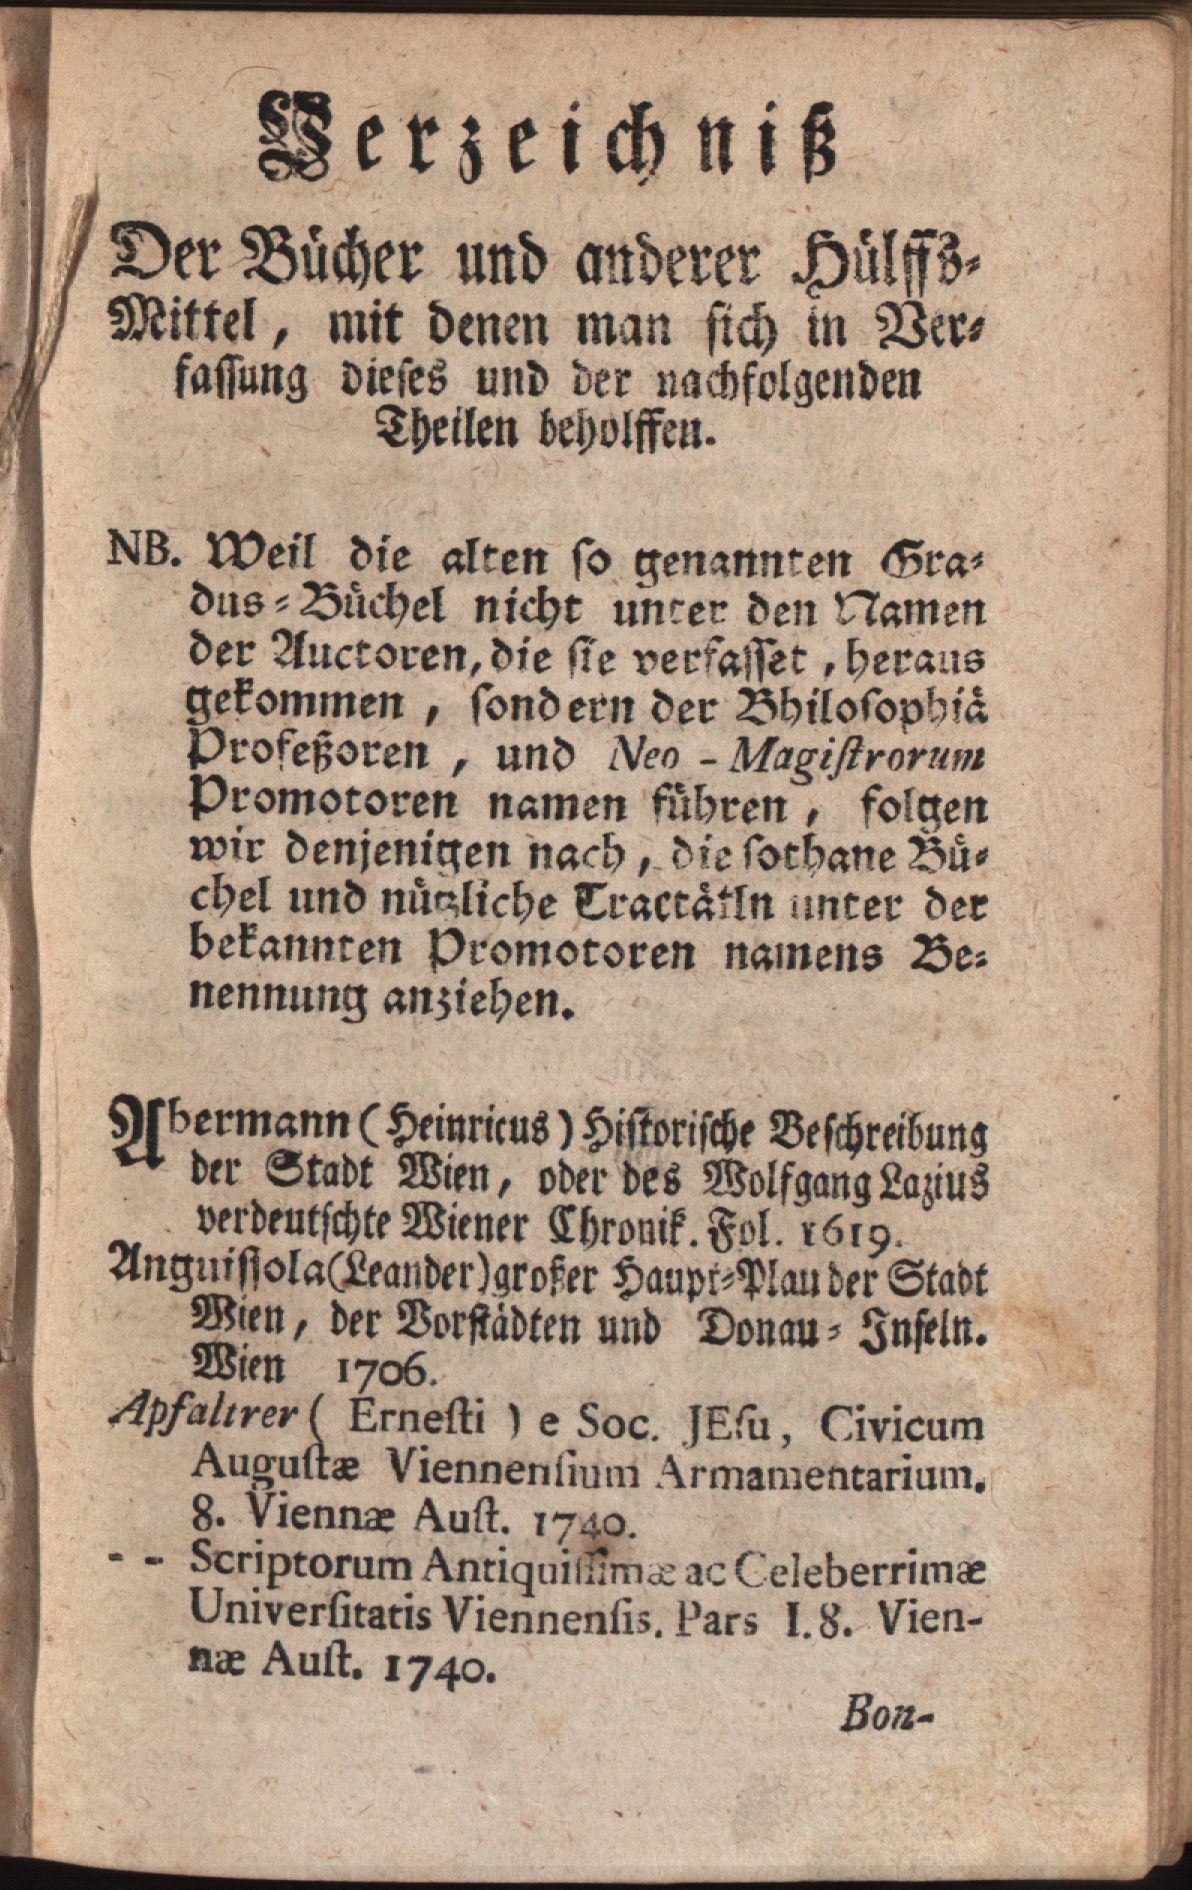 Verzeichniß
Der Bücher und anderer Hülffs-
Mittel, mit denen man sich in Ver-
fassung dieses und der nachfolgenden
Theilen beholffen.
NB. Weil die alten so genannten Gra-
dus-Büchel nicht unter den Namen
der Auctoren, die sie verfasset, heraus
gekommen, sondern der Bhilosophiä
Profeßoren, und Neo-Magistrorum
Promotoren namen führen, folgen
wir denjenigen nach, die sothane Bü-
chel und nützliche Tractätln unter der
bekannten Promotoren namens Be-
nennung anziehen.
Abermann (Heinricus) Historische Beschreibung
der Stadt Wien, oder des Wolfgang Lazius
verdeutschte Wiener Chronik. Fol. 1619.
Anguissola (Leander) großer Haupt-Plan der Stadt
Wien, der Vorstädten und Donau-Inseln.
Wien 1706.
Apfaltrer (Ernesti) e Soc. JEsu, Civicum
Augustæ Viennensium Armamentarium.
8. Viennæ Aust. 1740.
- - Scriptorum Antiquissimæ ac Celeberrimæ
Universitatis Viennensis. Pars I. 8. Vien-
næ Aust. 1740.
Bon-